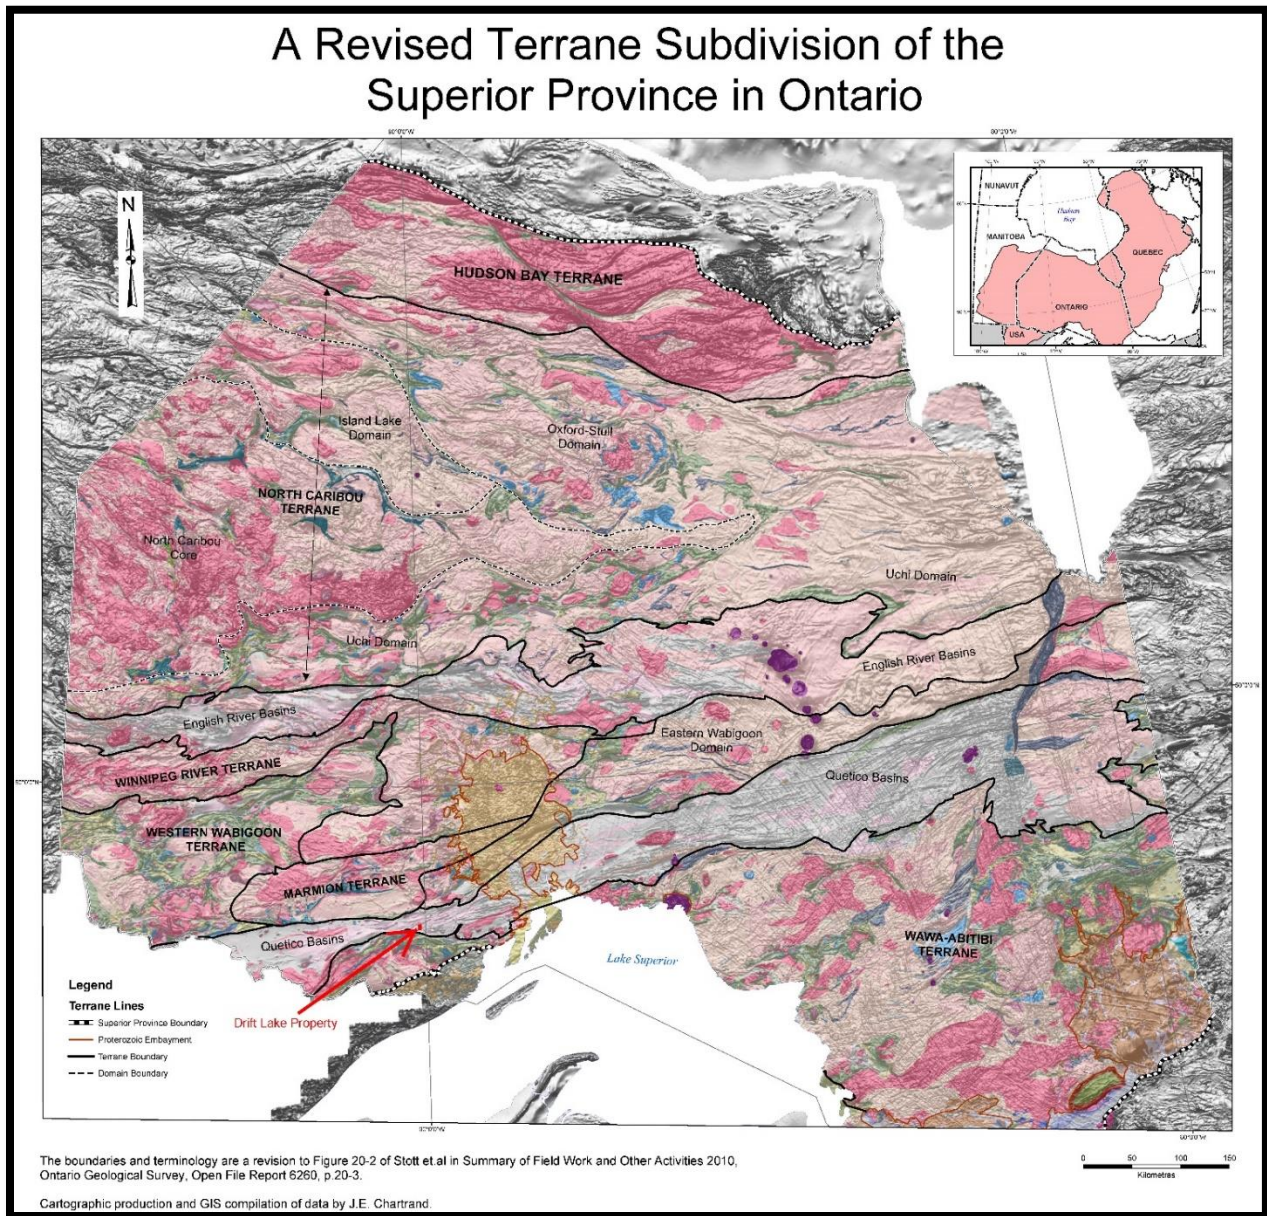 A Revised Terrane Subdivision of the
Superior Province in Ontario
90°0'0"W
N
NUNAVUT
Hudson
Bay
MANITOBA
QUEBEC
ONTARIO
USA
HUDSON BAY TERRANE
Island Lake
Domain
Oxford-Stull
Domain
NORTH CARIBOU
TERRANE
North Caribou
Core
Uchi Domain
Uchi Domain
English River Basins
English River Basins
Eastern Wabigoon
Domain
WINNIPEG RIVER TERRANE
Quetico Basins
WESTERN WABIGOON
TERRANE
MARMION TERRANE
Quetico Basins
WAWA-ABITIBI
TERRANE
Lake Superior
Drift Lake Property
Legend
Terrane Lines
Superior Province Boundary
Proterozoic Embayment
Terrane Boundary
Domain Boundary
The boundaries and terminology are a revision to Figure 20-2 of Stott et.al in Summary of Field Work and Other Activities 2010,
Ontario Geological Survey, Open File Report 6260, p.20-3.
0 50 100 150
Kilometres
Cartographic production and GIS compilation of data by J.E. Chartrand.